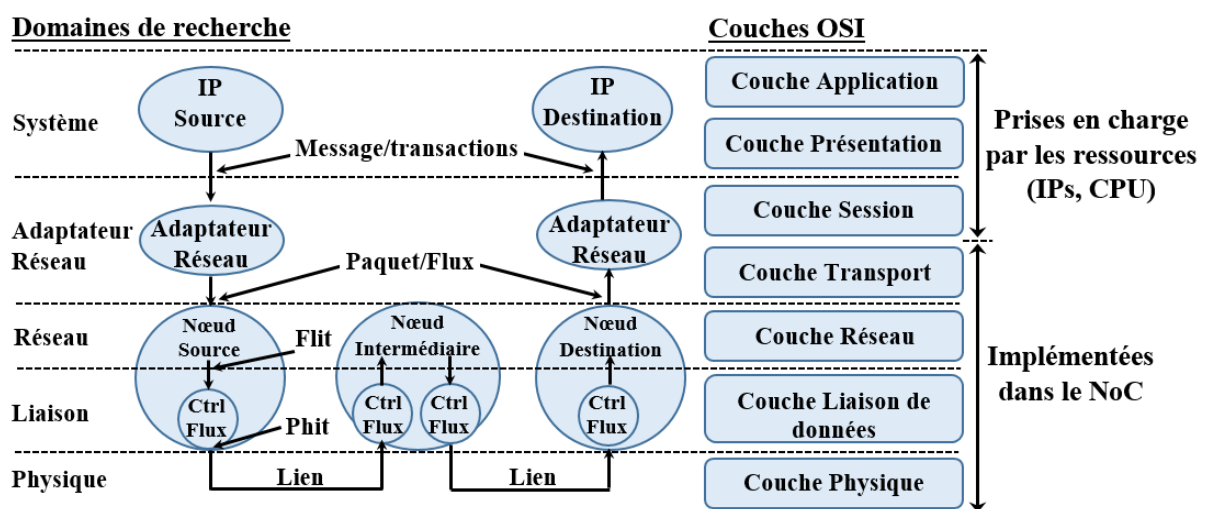 Domaines de recherche
Couches OSI
IP
Source
IP
Destination
Couche Application
Système
Message/transactions
Couche Présentation
Prises en charge
par les ressources
(IPs, CPU)
Adaptateur
Réseau
Adaptateur
Réseau
Adaptateur
Réseau
Couche Session
Paquet/Flux
Couche Transport
Réseau
Nœud
Source
Flit
Nœud
Intermédiaire
Nœud
Destination
Couche Réseau
Implémentées
dans le NoC
Liaison
Ctrl
Flux
Phit
Ctrl
Flux
Ctrl
Flux
Ctrl
Flux
Couche Liaison de
données
Physique
Lien
Lien
Couche Physique